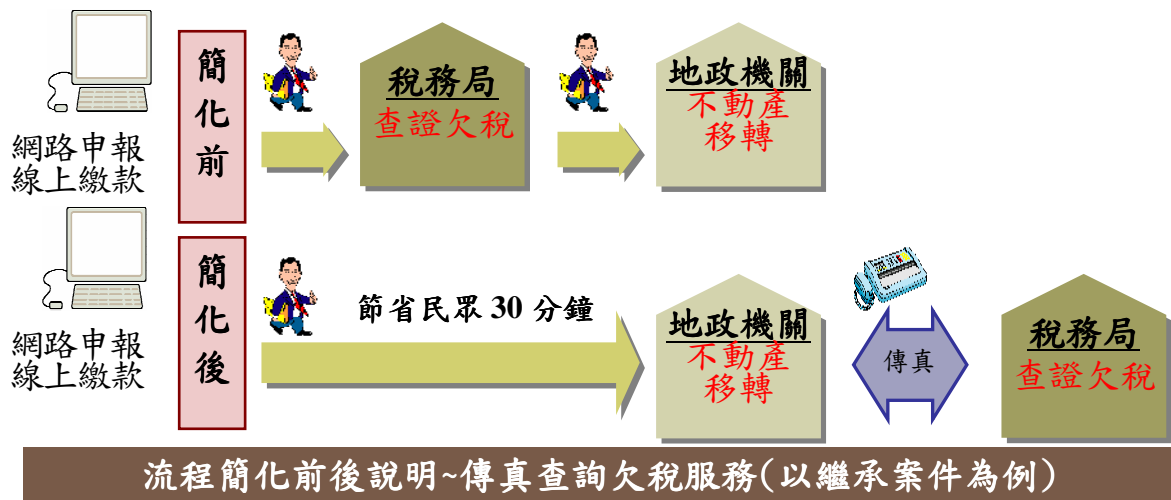 網路申報
線上繳款
簡
化
前
稅務局
查證欠稅
地政機關
不動產
移轉
網路申報
線上繳款
簡
化
後
節省民眾 30 分鐘
地政機關
不動產
移轉
傳真
稅務局
查證欠稅
流程簡化前後說明~傳真查詢欠稅服務(以繼承案件為例)